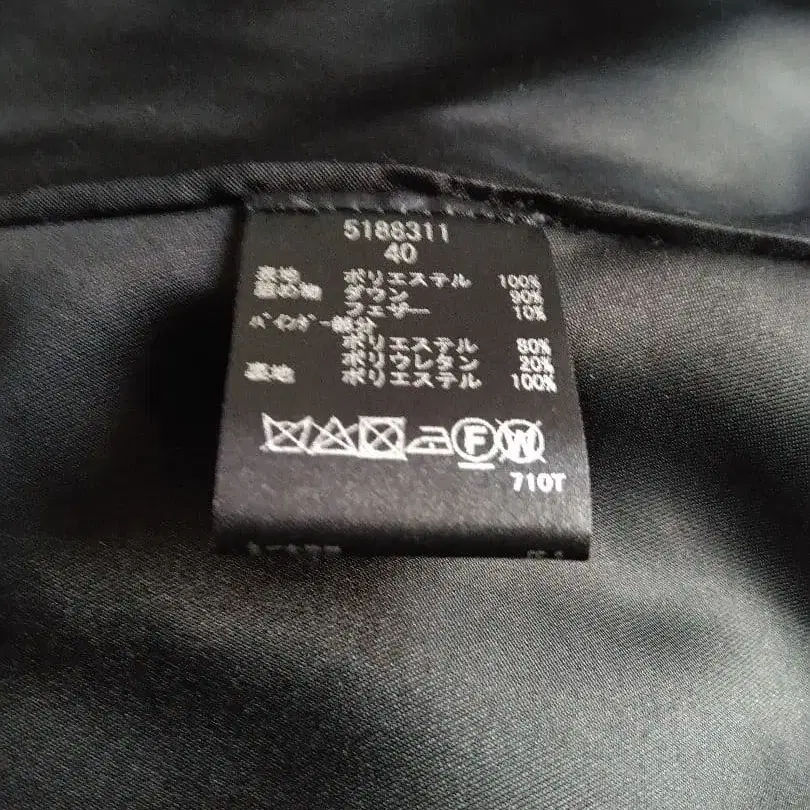 5188311
40
表地 ポリエステル 100%
詰め物 ダウン 90%
フェザー 10%
バインダー部分
ポリエステル 80%
ポリウレタン 20%
裏地 ポリエステル 100%
F W
710T